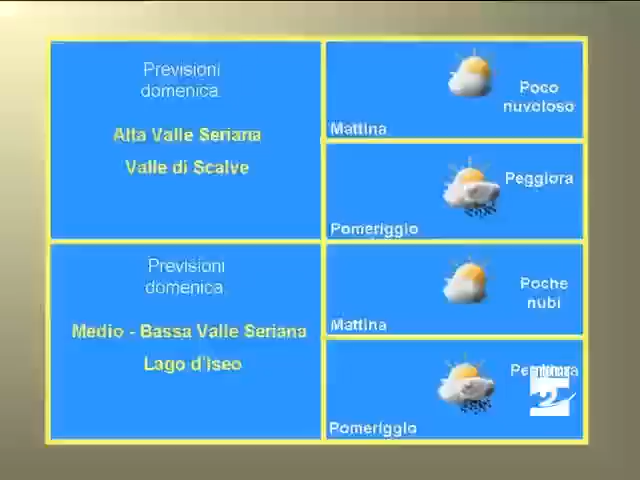 Previsioni
domenica
Alta Valle Seriana
Valle di Scalve
Poco
nuvoloso
Mattina
Peggiora
Pomeriggio
Previsioni
domenica
Medio - Bassa Valle Seriana
Lago d'Iseo
Poche
nubi
Mattina
Pomeriggio